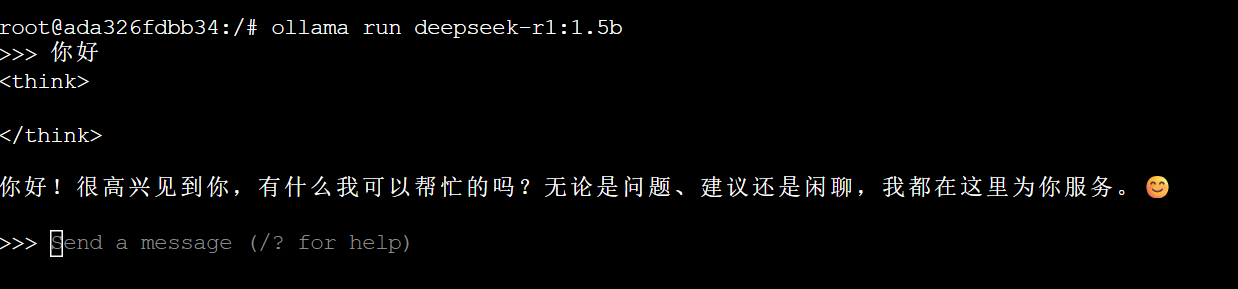 root@ada326fdbb34:/# ollama run deepseek-r1:1.5b
>>> 你好
<think>
</think>
你好！很高兴见到你，有什么我可以帮忙的吗？无论是问题、建议还是闲聊，我都在这里为你服务。😊
>>> Send a message (/? for help)